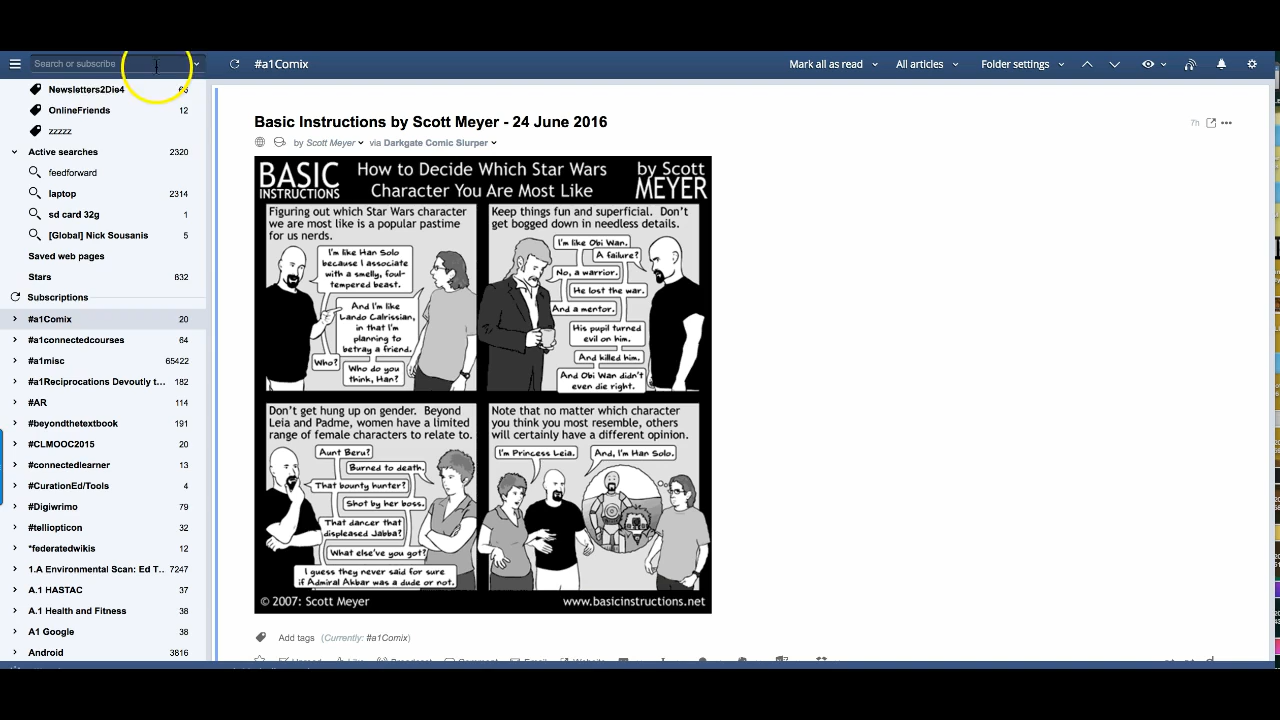 Search or subscribe
#a1Comix
Mark all as read
All articles
Folder settings
Newsletters2Die4
OnlineFriends 12
zzzzz
Active searches 2320
feedforward
laptop 2314
sd card 32g 1
[Global] Nick Sousanis 5
Saved web pages
Stars 632
Subscriptions
#a1Comix 20
#a1connectedcourses 64
#a1misc 65422
#a1Reciprocations Devoutly t... 182
#AR 114
#beyondthetextbook 191
#CLMOOC2015 20
#connectedlearner 13
#CurationEd/Tools 4
#Digiwrimo 79
#telliopticon 32
*federatedwikis 12
1.A Environmental Scan: Ed T... 7247
A.1 HASTAC 37
A.1 Health and Fitness 38
A1 Google 38
Android 3816
Basic Instructions by Scott Meyer - 24 June 2016
7h
by Scott Meyer via Darkgate Comic Slurper
BASIC
INSTRUCTIONS
How to Decide Which Star Wars
Character You Are Most Like
by Scott
MEYER
Figuring out which Star Wars character
we are most like is a popular pastime
for us nerds.
I'm like Han Solo
because I associate
with a smelly, foul-
tempered beast.
And I'm like
Lando Calrissian,
in that I'm
planning to
betray a friend.
Who?
Who do you
think, Han?
Keep things fun and superficial. Don't
get bogged down in needless details.
I'm like Obi Wan.
A failure?
No, a warrior.
He lost the war.
And a mentor.
His pupil turned
evil on him.
And killed him.
And Obi Wan didn't
even die right.
Don't get hung up on gender. Beyond
Leia and Padme, women have a limited
range of female characters to relate to.
Aunt Beru?
Burned to death.
That bounty hunter?
Shot by her boss.
That dancer that
displeased Jabba?
What else've you got?
I guess they never said for sure
if Admiral Akbar was a dude or not.
Note that no matter which character
you think you most resemble, others
will certainly have a different opinion.
I'm Princess Leia.
And, I'm Han Solo.
© 2007: Scott Meyer
www.basicinstructions.net
Add tags (Currently: #a1Comix)